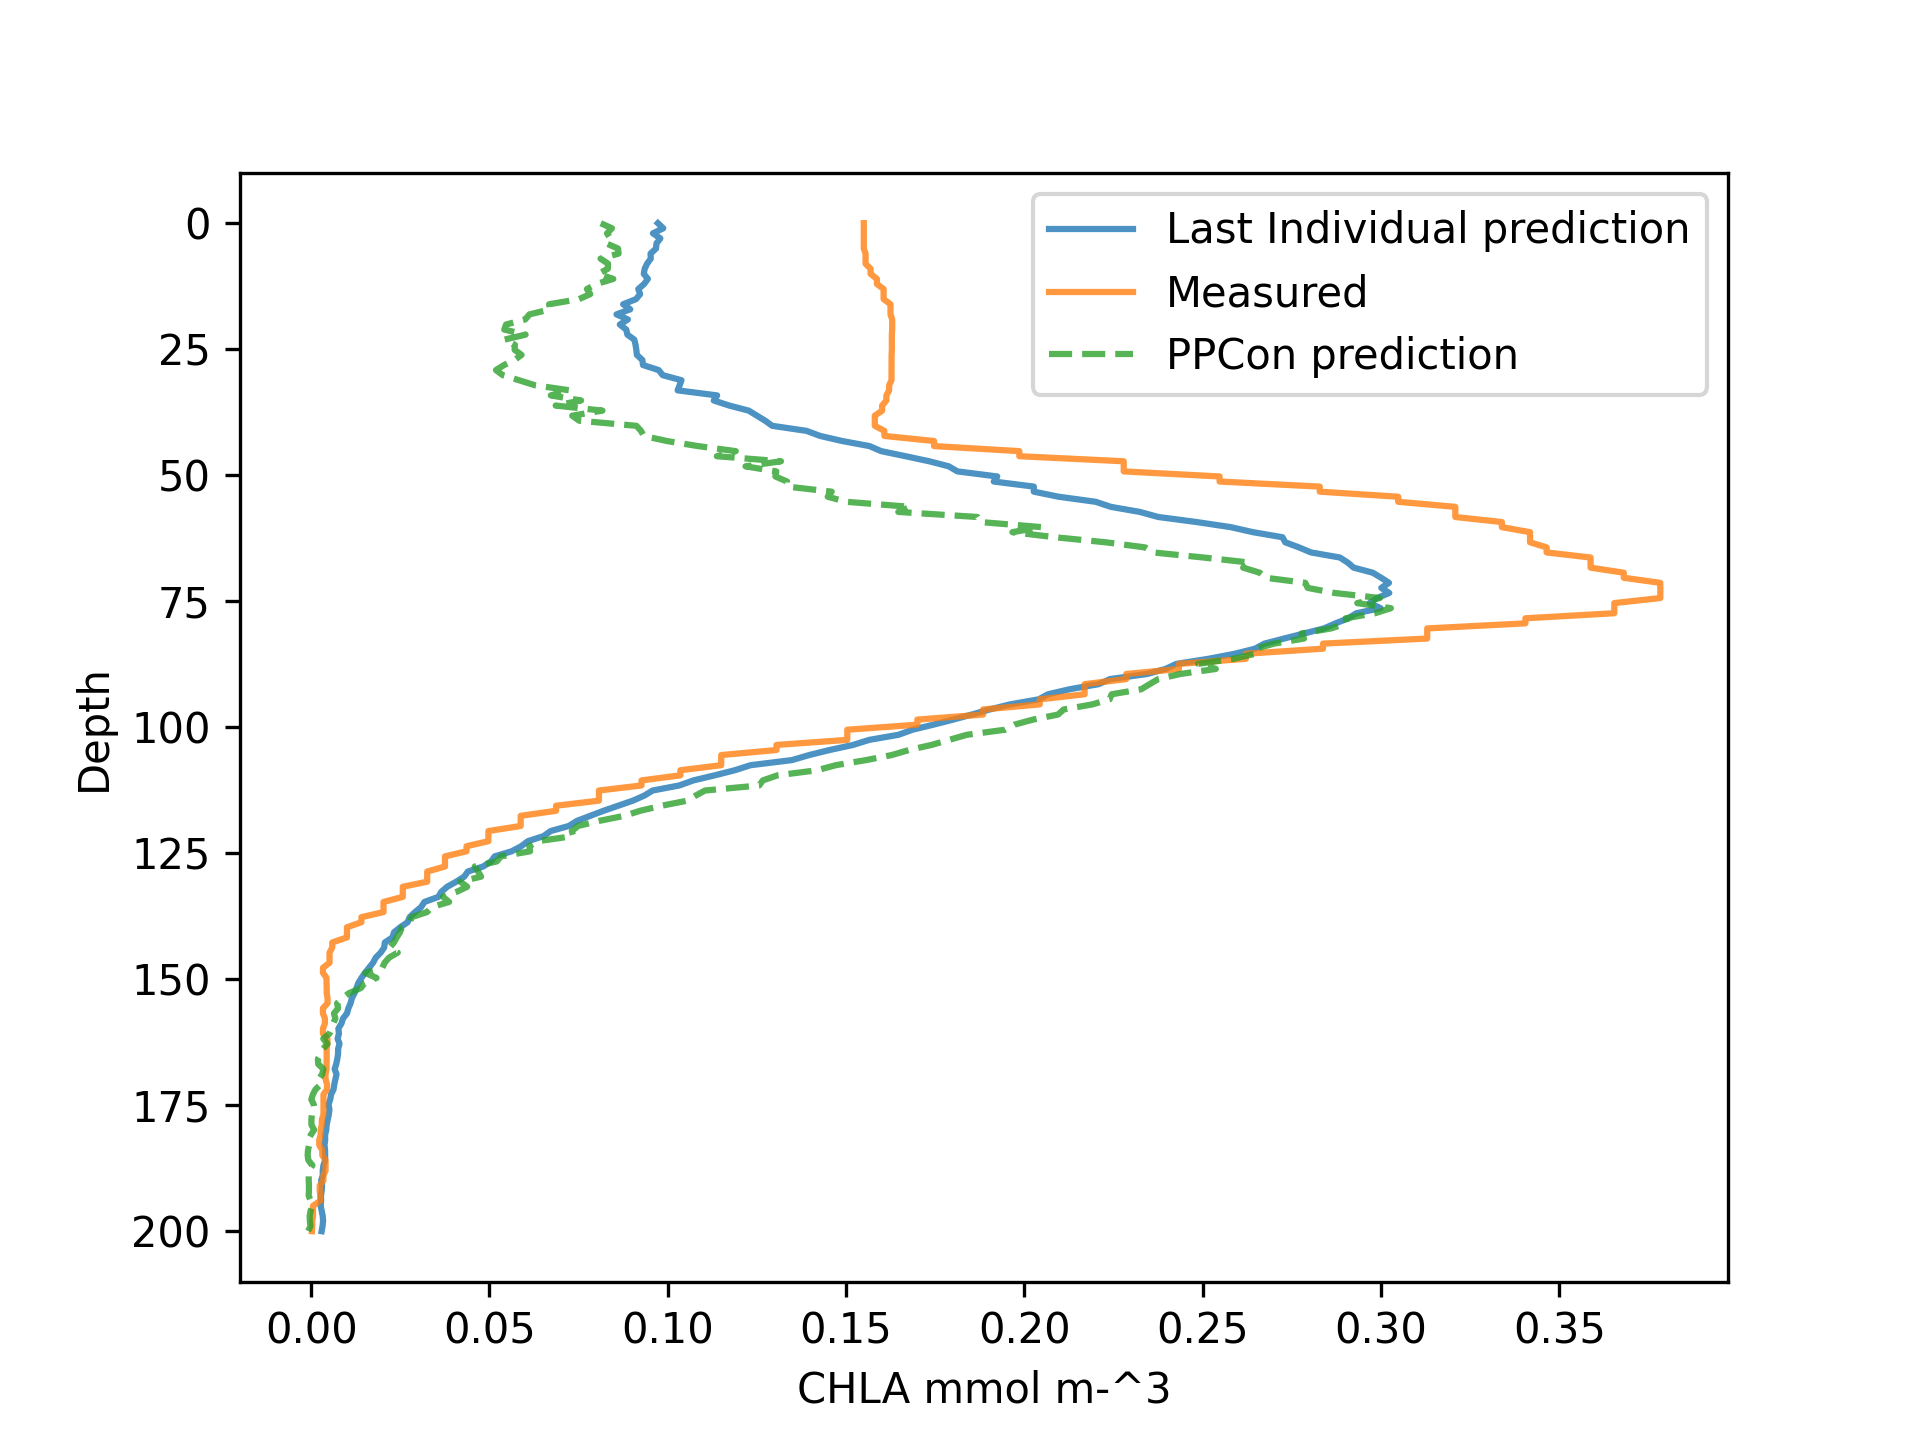 Last Individual prediction
Measured
PPCon prediction
0
25
50
75
100
125
150
175
200
Depth
0.00 0.05 0.10 0.15 0.20 0.25 0.30 0.35
CHLA mmol m-^3